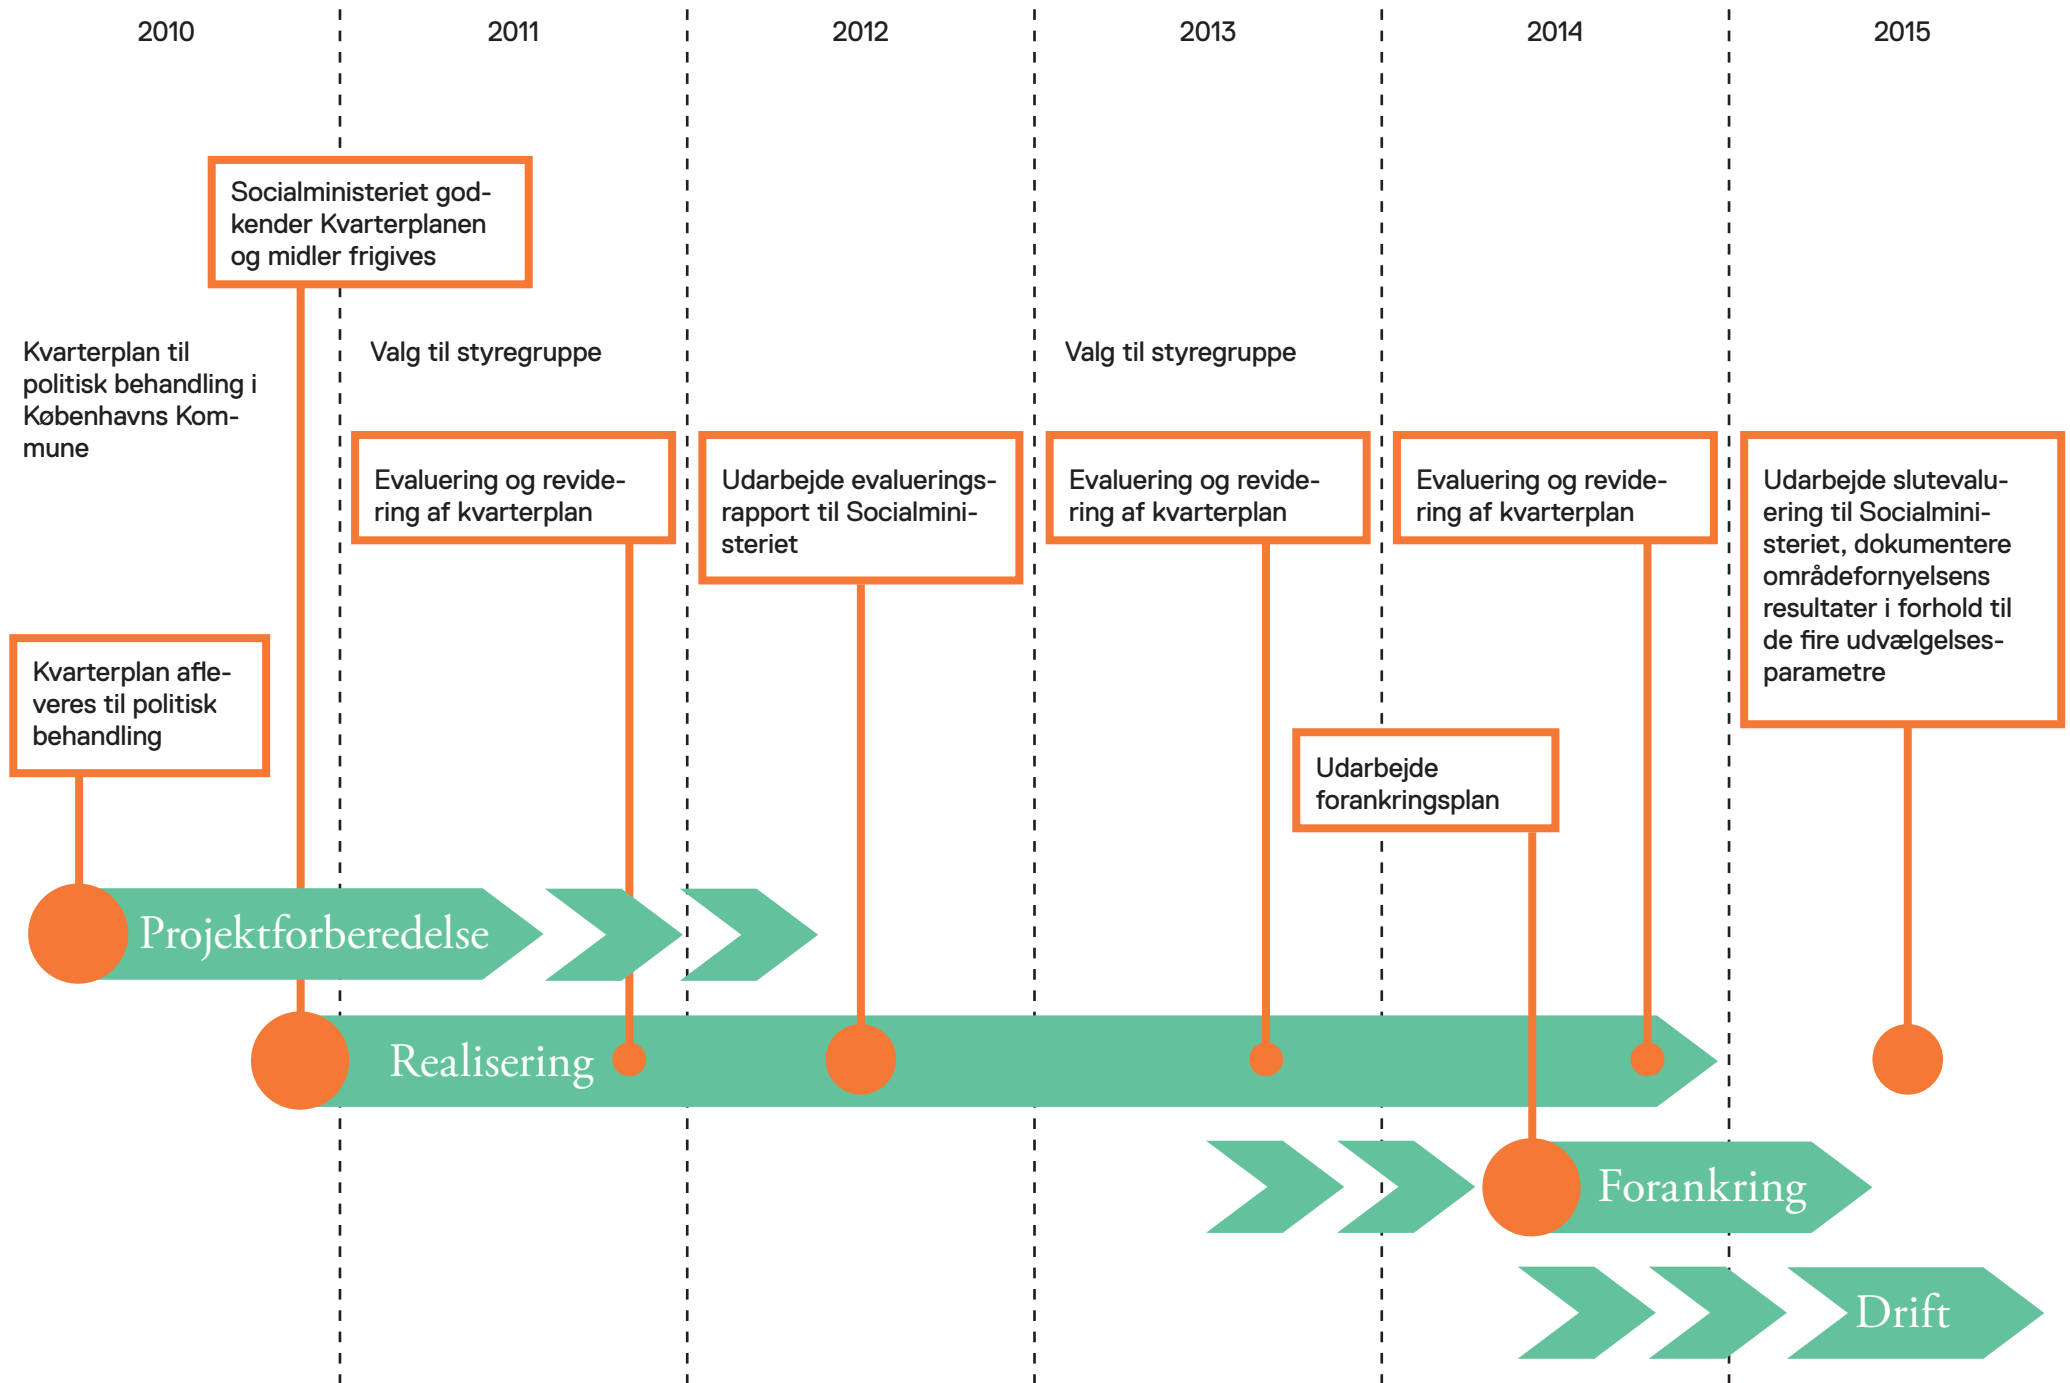 2010
2011
2012
2013
2014
2015
Socialministeriet god-
kender Kvarterplanen
og midler frigives
Kvarterplan til
politisk behandling i
Københavns Kom-
mune
Valg til styregruppe
Valg til styregruppe
Evaluering og revide-
ring af kvarterplan
Udarbejde evaluerings-
rapport til Socialmini-
steriet
Evaluering og revide-
ring af kvarterplan
Evaluering og revide-
ring af kvarterplan
Udarbejde slutevalu-
ering til Socialmini-
steriet, dokumentere
områdefornyelsens
resultater i forhold til
de fire udvælgelses-
parametre
Kvarterplan afle-
veres til politisk
behandling
Udarbejde
forankringsplan
Projektforberedelse
Realisering
Forankring
Drift